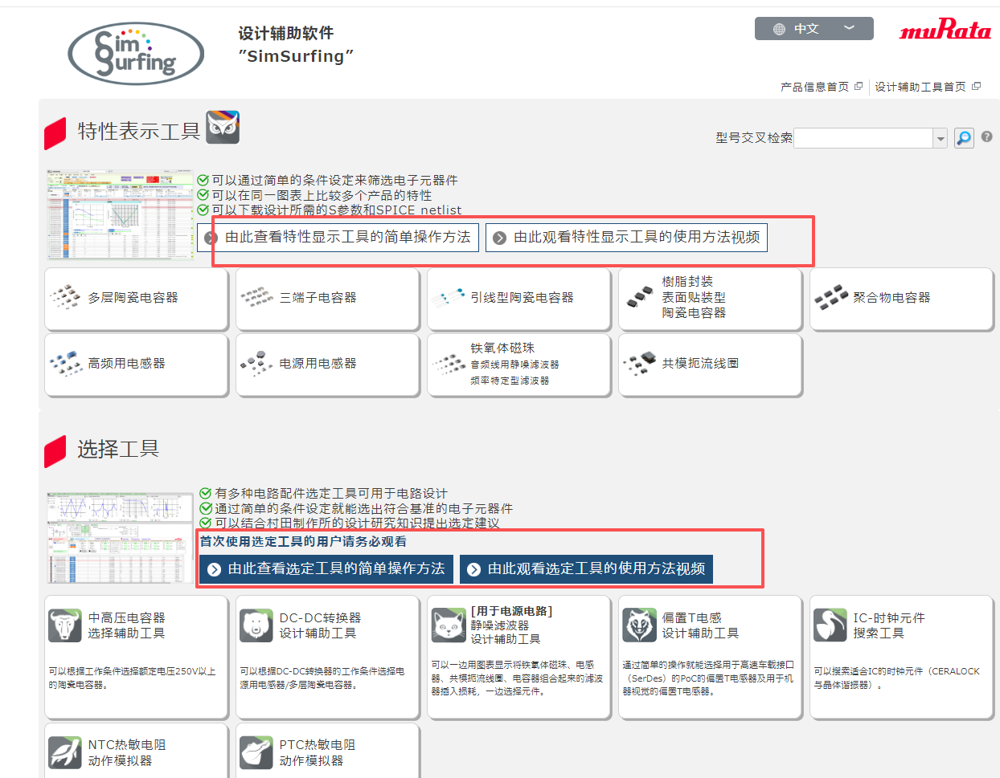 Sim Surfing
设计辅助软件
”SimSurfing”
中文
muRata
产品信息首页
设计辅助工具首页
特性表示工具
型号交叉检索
?
可以通过简单的条件设定来筛选电子元器件
可以在同一图表上比较多个产品的特性
可以下载设计所需的S参数和SPICE netlist
由此查看特性显示工具的简单操作方法
由此观看特性显示工具的使用方法视频
多层陶瓷电容器
三端子电容器
引线型陶瓷电容器
樹脂封装
表面贴装型
陶瓷电容器
聚合物电容器
高频用电感器
电源用电感器
铁氧体磁珠
音频线用静噪滤波器
频率特定型滤波器
共模扼流线圈
选择工具
有多种电路配件选定工具可用于电路设计
通过简单的条件设定就能选出符合基准的电子元器件
可以结合村田制作所的设计研究知识提出选定建议
首次使用选定工具的用户请务必观看
由此查看选定工具的简单操作方法
由此观看选定工具的使用方法视频
中高压电容器
选择辅助工具
可以根据工作条件选择额定电压250V以上
的陶瓷电容器。
DC-DC转换器
设计辅助工具
可以根据DC-DC转换器的工作条件选择电
源用电感器/多层陶瓷电容器。
[用于电源电路]
静噪滤波器
设计辅助工具
可以一边用图表显示将铁氧体磁珠、电感
器、共模扼流线圈、电容器组合起来的滤波
器插入损耗，一边选择元件。
偏置T电感
设计辅助工具
通过简单的操作就能选择用于高速车载接口
（SerDes）的PoC的偏置T电感器及用于机
器视觉的偏置T电感器。
IC-时钟元件
搜索工具
可以搜索适合IC的时钟元件（CERALOCK
与晶体谐振器）。
NTC热敏电阻
动作模拟器
PTC热敏电阻
动作模拟器